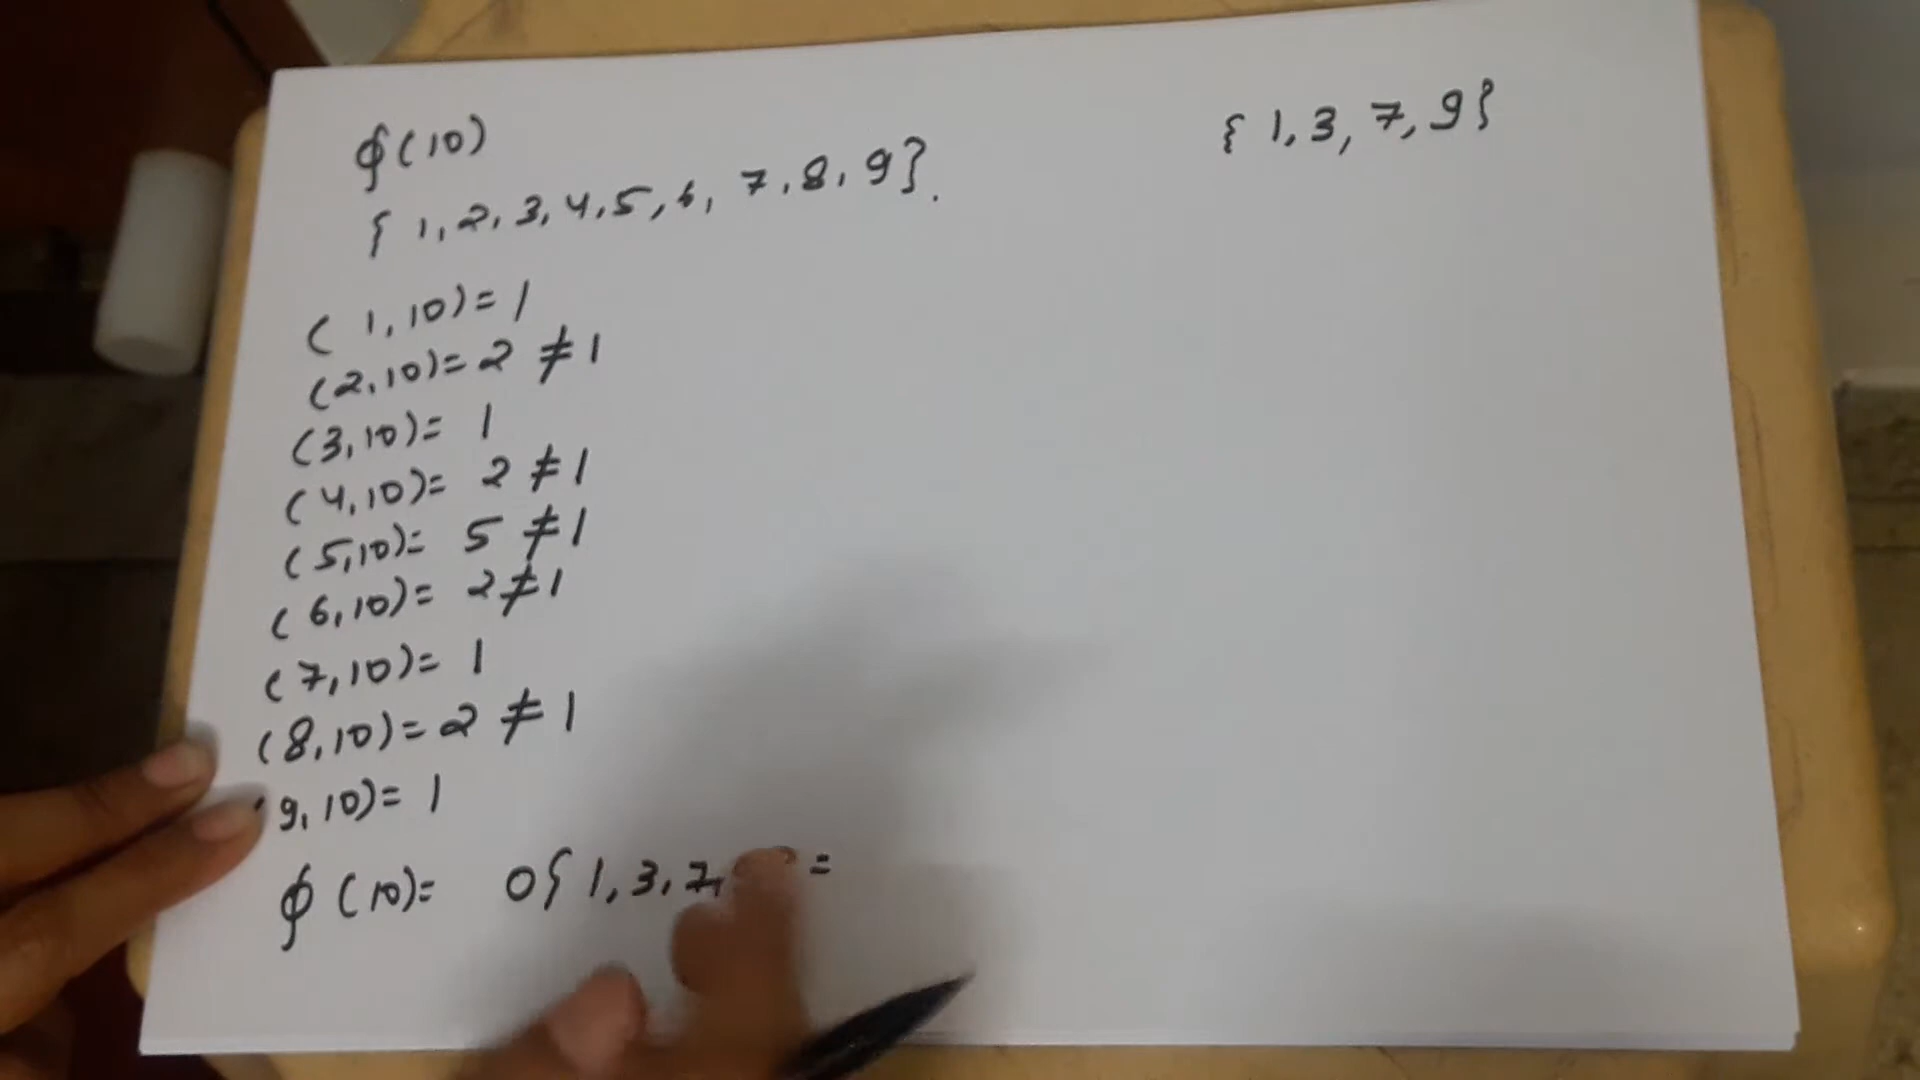 ϕ(10)
{ 1, 3, 7, 9}
{ 1, 2, 3, 4, 5, 6, 7, 8, 9}.
( 1, 10) = 1
(2, 10) = 2 ≠ 1
(3, 10) = 1
(4, 10) = 2 ≠ 1
(5, 10) = 5 ≠ 1
(6, 10) = 2 ≠ 1
(7, 10) = 1
(8, 10) = 2 ≠ 1
9, 10) = 1
ϕ (10) = O{ 1, 3, 7, =